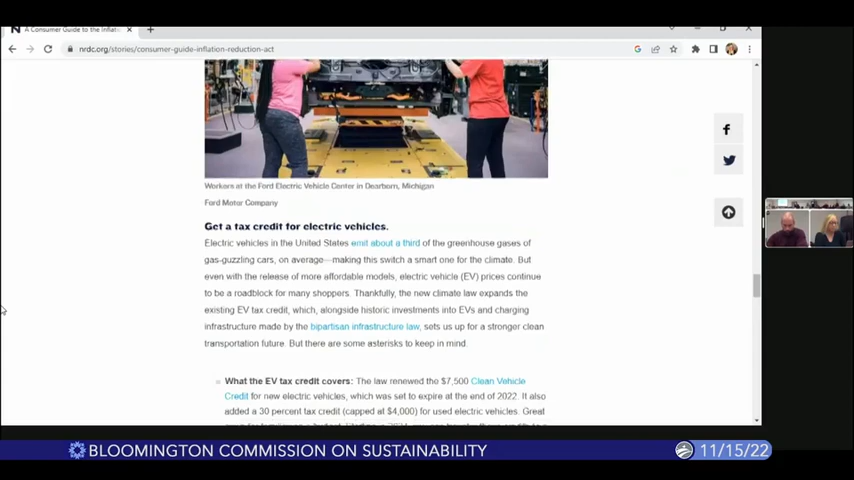 A Consumer Guide to the Inflati
nrdc.org/stories/consumer-guide-inflation-reduction-act
Workers at the Ford Electric Vehicle Center in Dearborn, Michigan
Ford Motor Company
Get a tax credit for electric vehicles.
Electric vehicles in the United States emit about a third of the greenhouse gases of
gas-guzzling cars, on average—making this switch a smart one for the climate. But
even with the release of more affordable models, electric vehicle (EV) prices continue
to be a roadblock for many shoppers. Thankfully, the new climate law expands the
existing EV tax credit, which, alongside historic investments into EVs and charging
infrastructure made by the bipartisan infrastructure law, sets us up for a stronger clean
transportation future. But there are some asterisks to keep in mind.
What the EV tax credit covers: The law renewed the $7,500 Clean Vehicle
Credit for new electric vehicles, which was set to expire at the end of 2022. It also
added a 30 percent tax credit (capped at $4,000) for used electric vehicles. Great
BLOOMINGTON COMMISSION ON SUSTAINABILITY
11/15/22